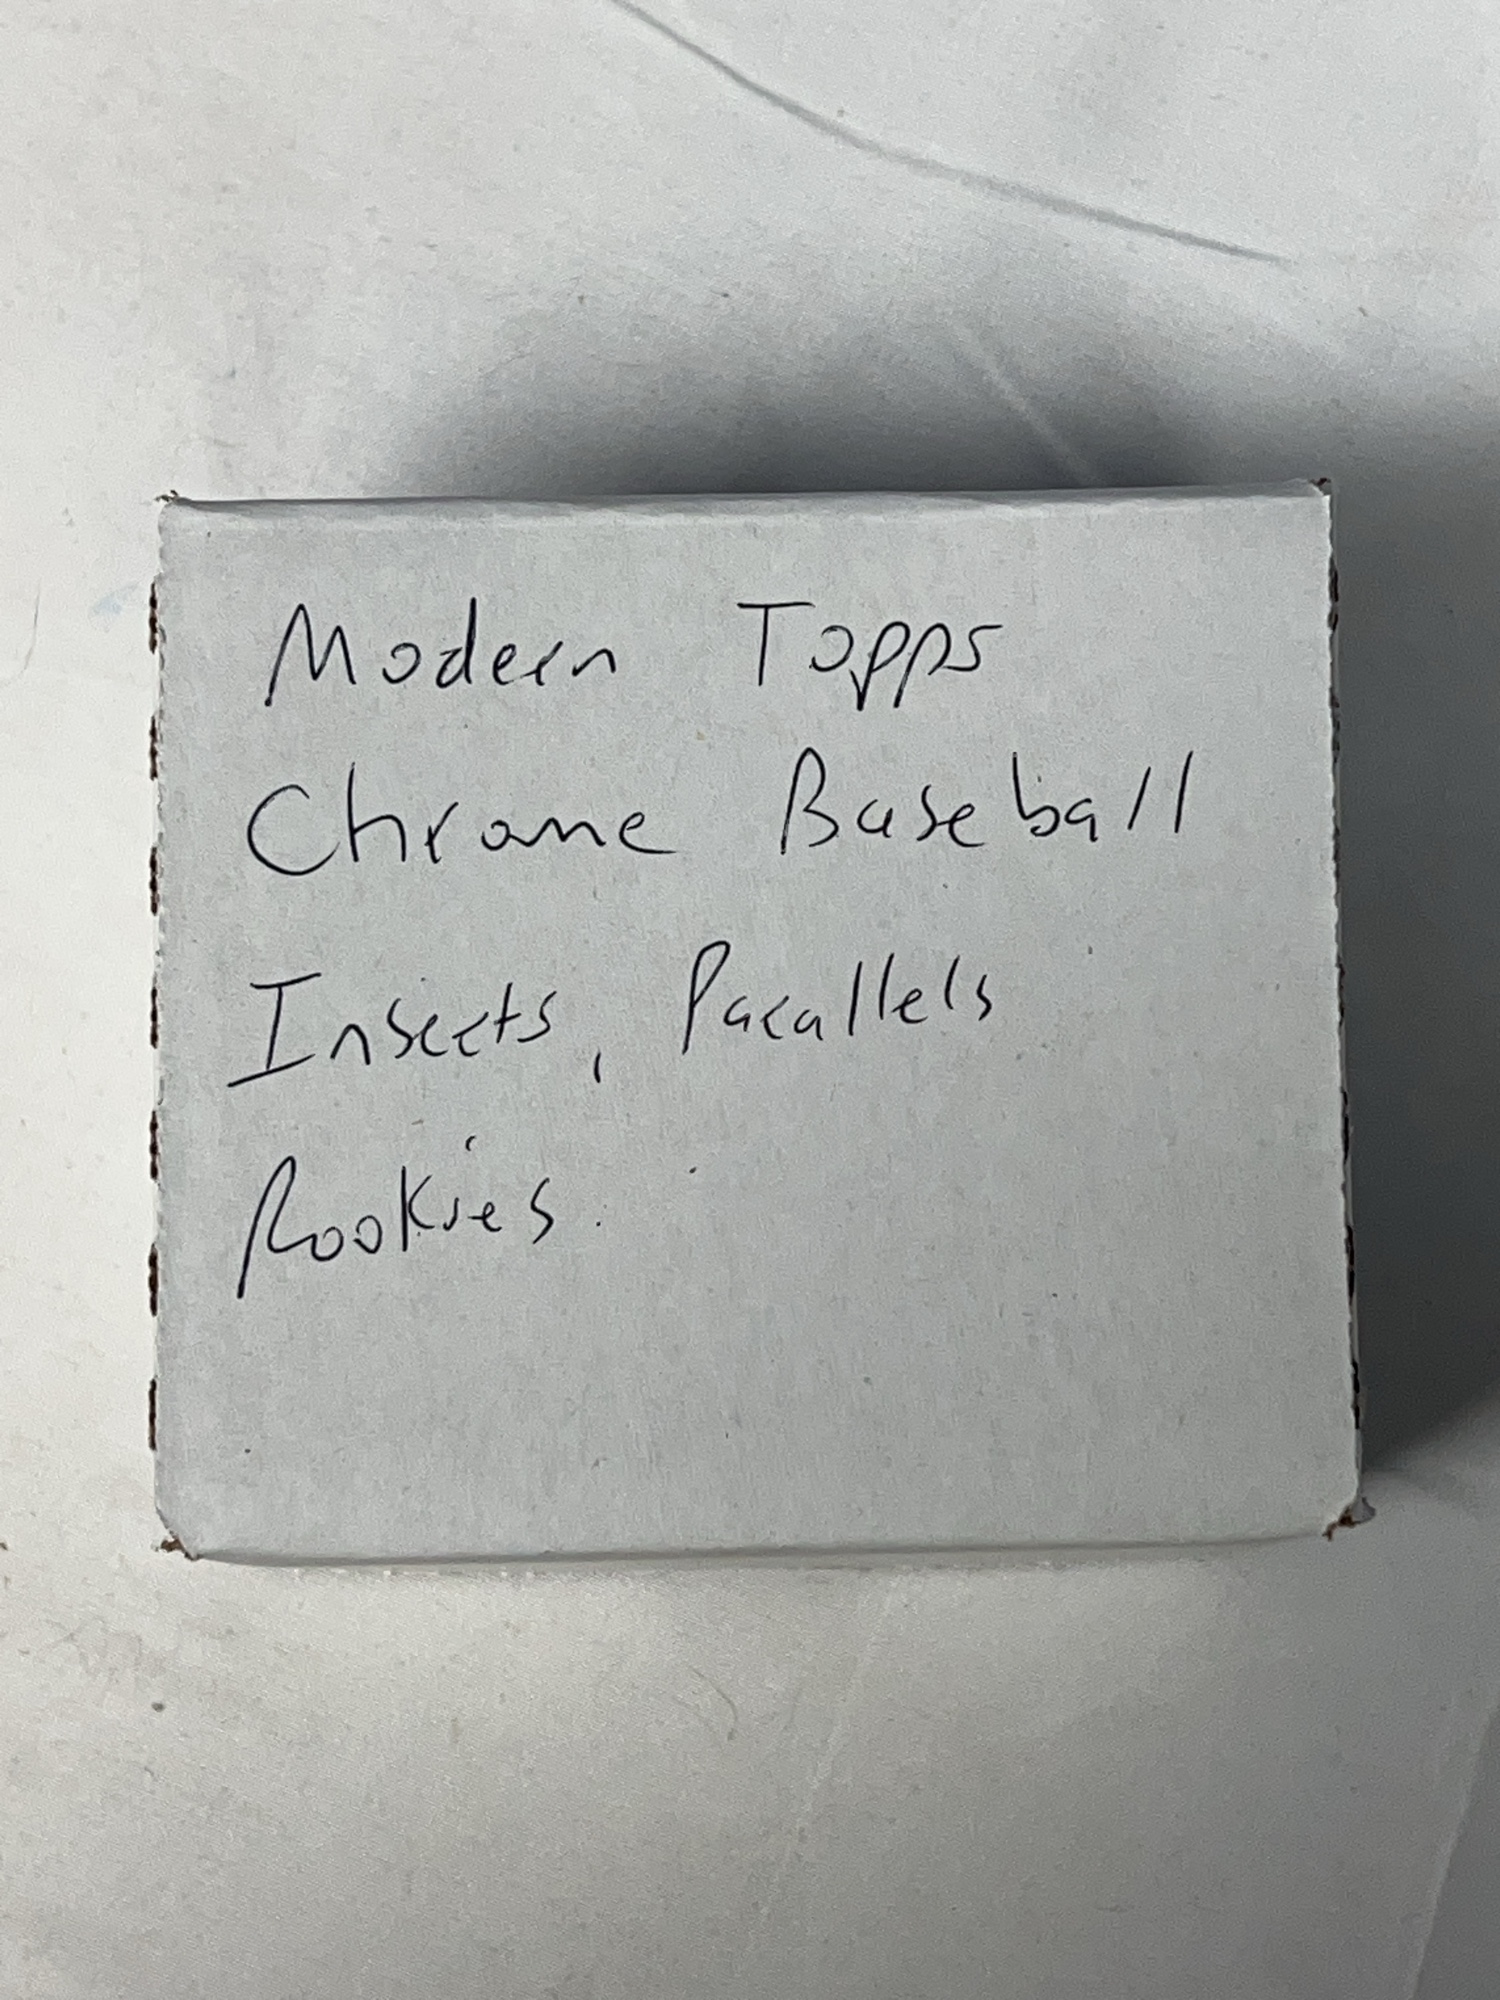 Modern Topps
Chrome Baseball
Inserts, Parallels
Rookies.